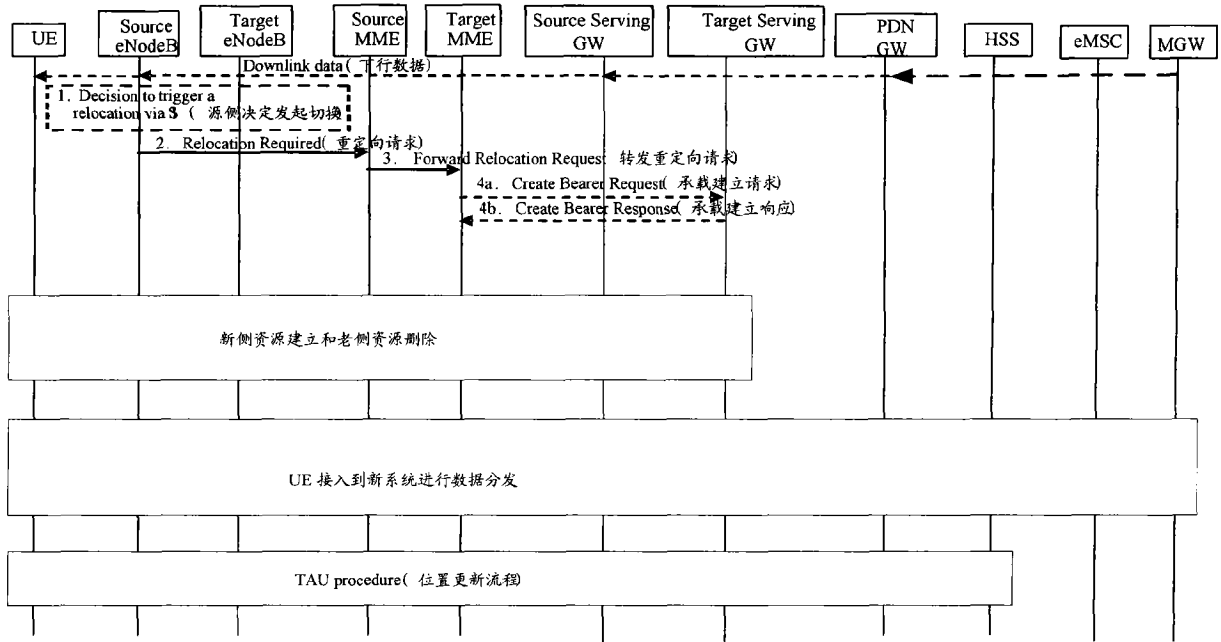 UE
Source
eNodeB
Target
eNodeB
Source
MME
Target
MME
Source Serving
GW
Target Serving
GW
PDN
GW
HSS
eMSC
MGW
Downlink data( 下行数据)
1. Decision to trigger a
relocation via S1 ( 源侧决定发起切换
2. Relocation Required( 重定向请求)
3. Forward Relocation Request 转发重定向请求)
4a. Create Bearer Request( 承载建立请求)
4b. Create Bearer Response( 承载建立响应)
新侧资源建立和老侧资源删除
UE 接入到新系统进行数据分发
TAU procedure( 位置更新流程)